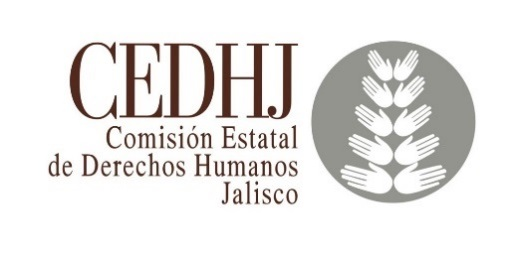 CEDHJ
Comisión Estatal
de Derechos Humanos
Jalisco